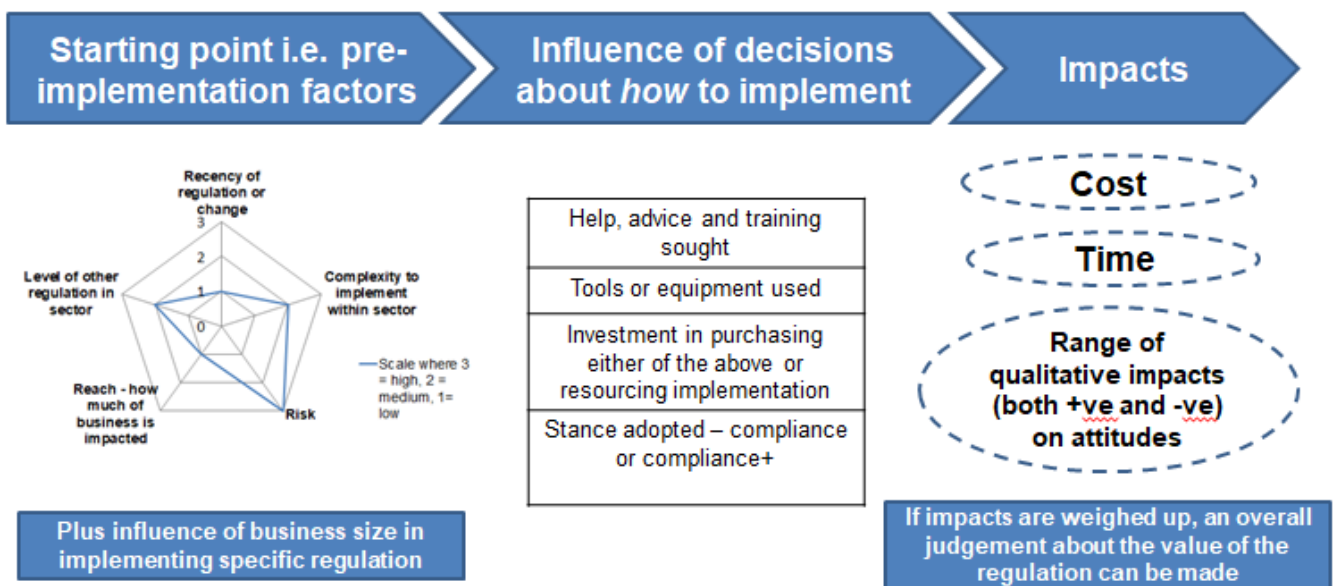 Starting point i.e. pre-
implementation factors
Influence of decisions
about how to implement
Impacts
Recency of
regulation or
change
3
2
1
0
Level of other
regulation in
sector
Complexity to
implement
within sector
Reach - how
much of
business is
impacted
Risk
Scale where 3
= high, 2 =
medium, 1=
low
Plus influence of business size in
implementing specific regulation
Help, advice and training
sought
Tools or equipment used
Investment in purchasing
either of the above or
resourcing implementation
Stance adopted – compliance
or compliance+
Cost
Time
Range of
qualitative impacts
(both +ve and -ve)
on attitudes
If impacts are weighed up, an overall
judgement about the value of the
regulation can be made